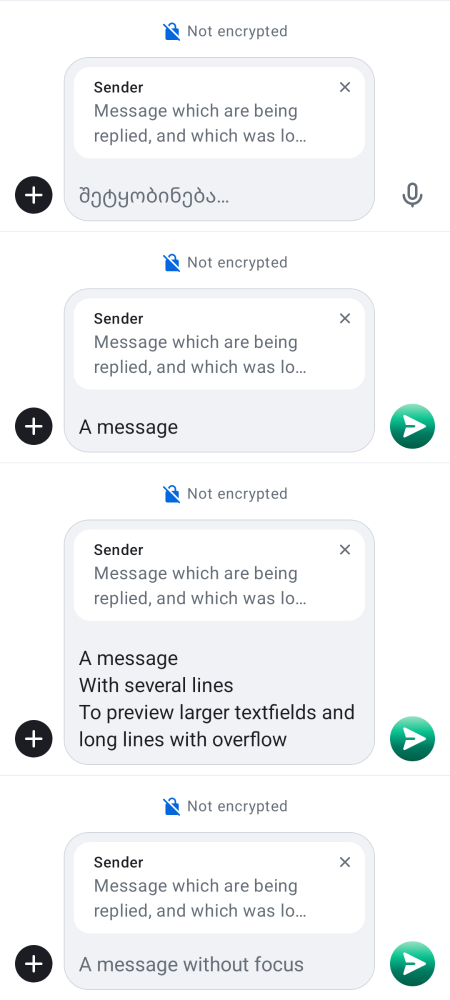 Not encrypted
Sender
Message which are being
replied, and which was lo…
შეტყობინება…
Not encrypted
Sender
Message which are being
replied, and which was lo…
A message
Not encrypted
Sender
Message which are being
replied, and which was lo…
A message
With several lines
To preview larger textfields and
long lines with overflow
Not encrypted
Sender
Message which are being
replied, and which was lo…
A message without focus